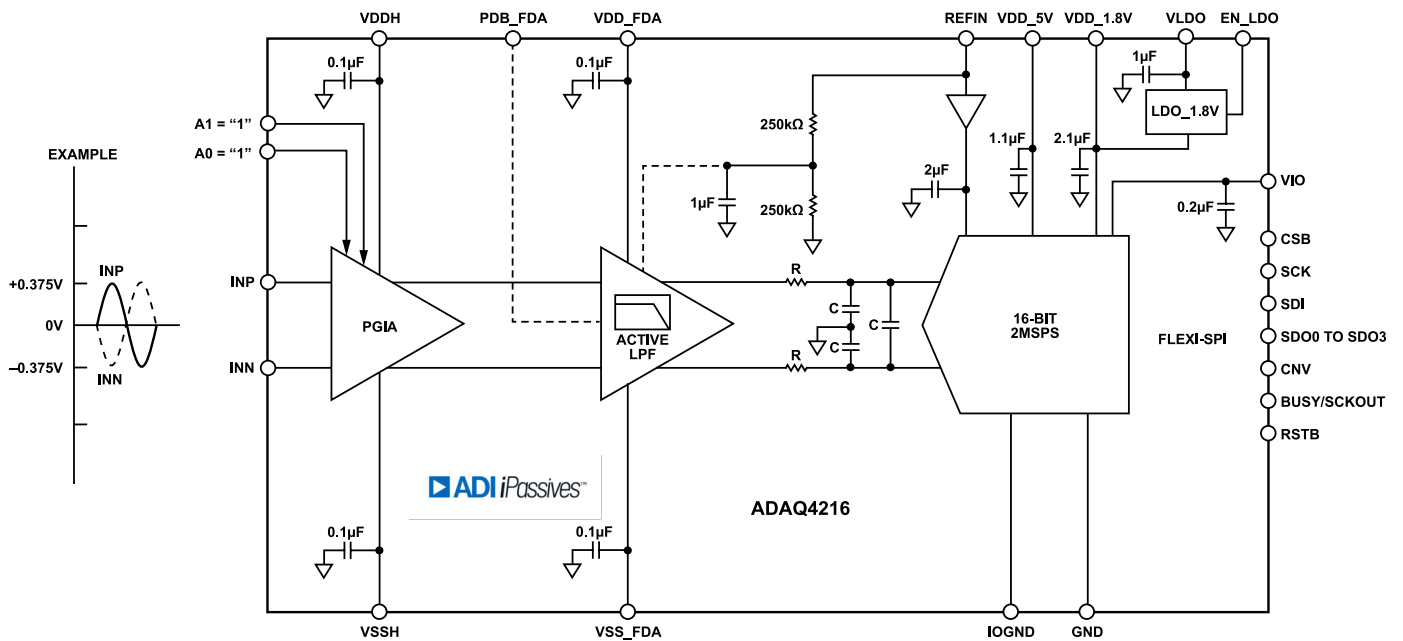 VDDH
PDB_FDA
VDD_FDA
REFIN
VDD_5V
VDD_1.8V
VLDO
EN_LDO
0.1µF
0.1µF
1µF
LDO_1.8V
A1 = “1”
A0 = “1”
250kΩ
1.1µF
2.1µF
EXAMPLE
2µF
VIO
1µF
250kΩ
0.2µF
CSB
INP
+0.375V
INP
R
SCK
C
SDI
0V
PGIA
ACTIVE
LPF
C
16-BIT
2MSPS
FLEXI-SPI
SDO0 TO SDO3
C
–0.375V
INN
INN
R
CNV
BUSY/SCKOUT
RSTB
ADI iPassives™
ADAQ4216
0.1µF
0.1µF
VSSH
VSS_FDA
IOGND
GND